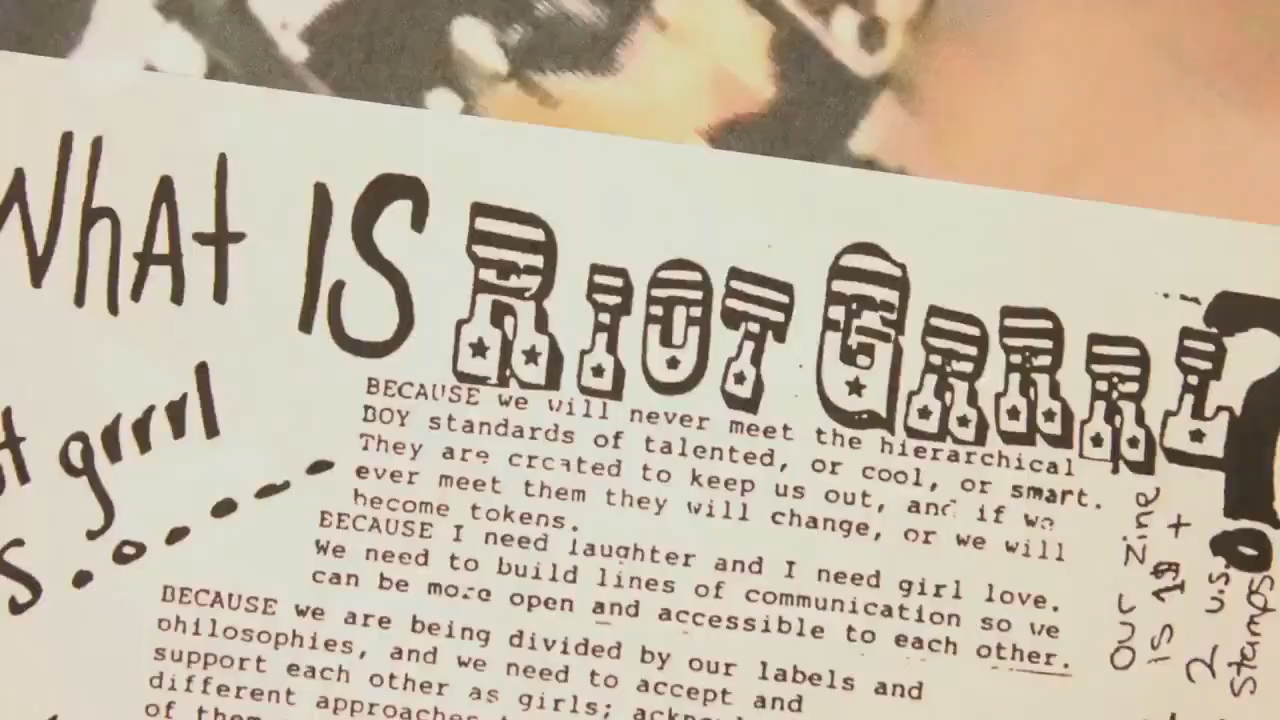 WhAt IS RIOT GRRRL?
grrrl
BECAUSE we will never meet the hierarchical
BOY standards of talented, or cool, or smart.
They are created to keep us out, and if we
ever meet them they will change, or we will
become tokens.
BECAUSE I need laughter and I need girl love.
We need to build lines of communication so we
can be more open and accessible to each other.
BECAUSE we are being divided by our labels and
philosophies, and we need to accept and
support each other as girls;
different approaches
of
our zine
is 1$ +
2 u.s.
stamps